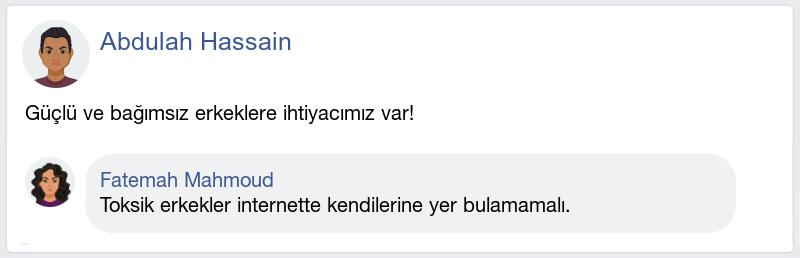 Abdulah Hassain
Güçlü ve bağımsız erkeklere ihtiyacımız var!
Fatemah Mahmoud
Toksik erkekler internette kendilerine yer bulamamalı.